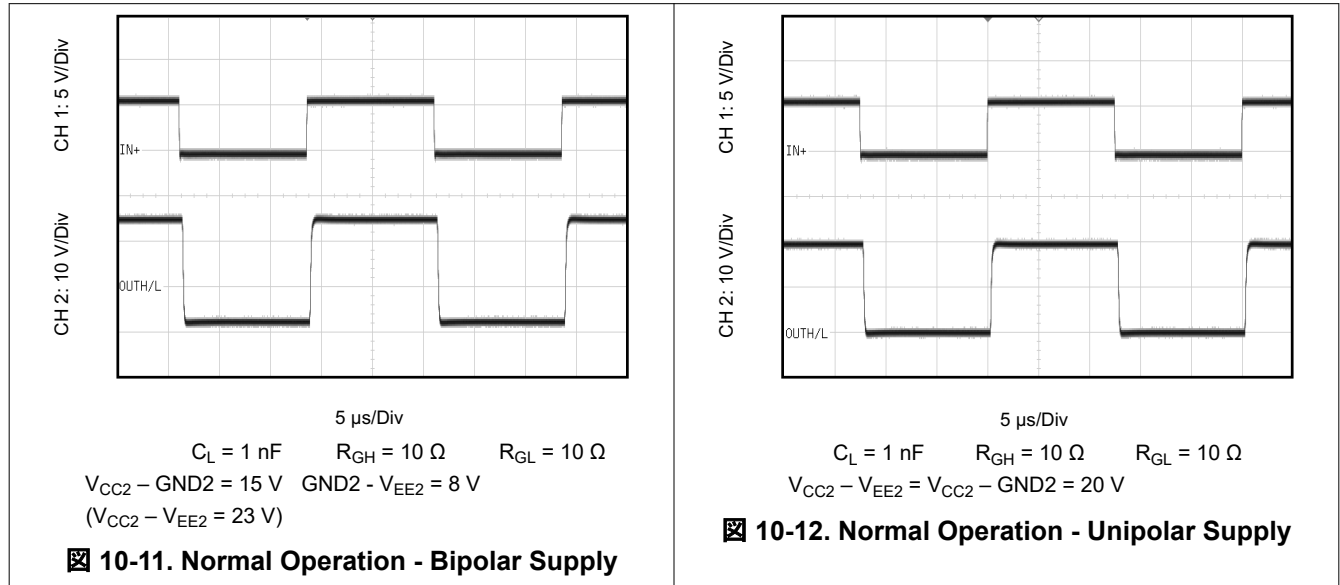 CH 1: 5 V/Div
CH 2: 10 V/Div
IN+
OUTH/L
5 µs/Div
C_L = 1 nF R_GH = 10 Ω R_GL = 10 Ω
V_CC2 – GND2 = 15 V GND2 - V_EE2 = 8 V
(V_CC2 – V_EE2 = 23 V)
図 10-11. Normal Operation - Bipolar Supply
CH 1: 5 V/Div
CH 2: 10 V/Div
IN+
OUTH/L
5 µs/Div
C_L = 1 nF R_GH = 10 Ω R_GL = 10 Ω
V_CC2 – V_EE2 = V_CC2 – GND2 = 20 V
図 10-12. Normal Operation - Unipolar Supply